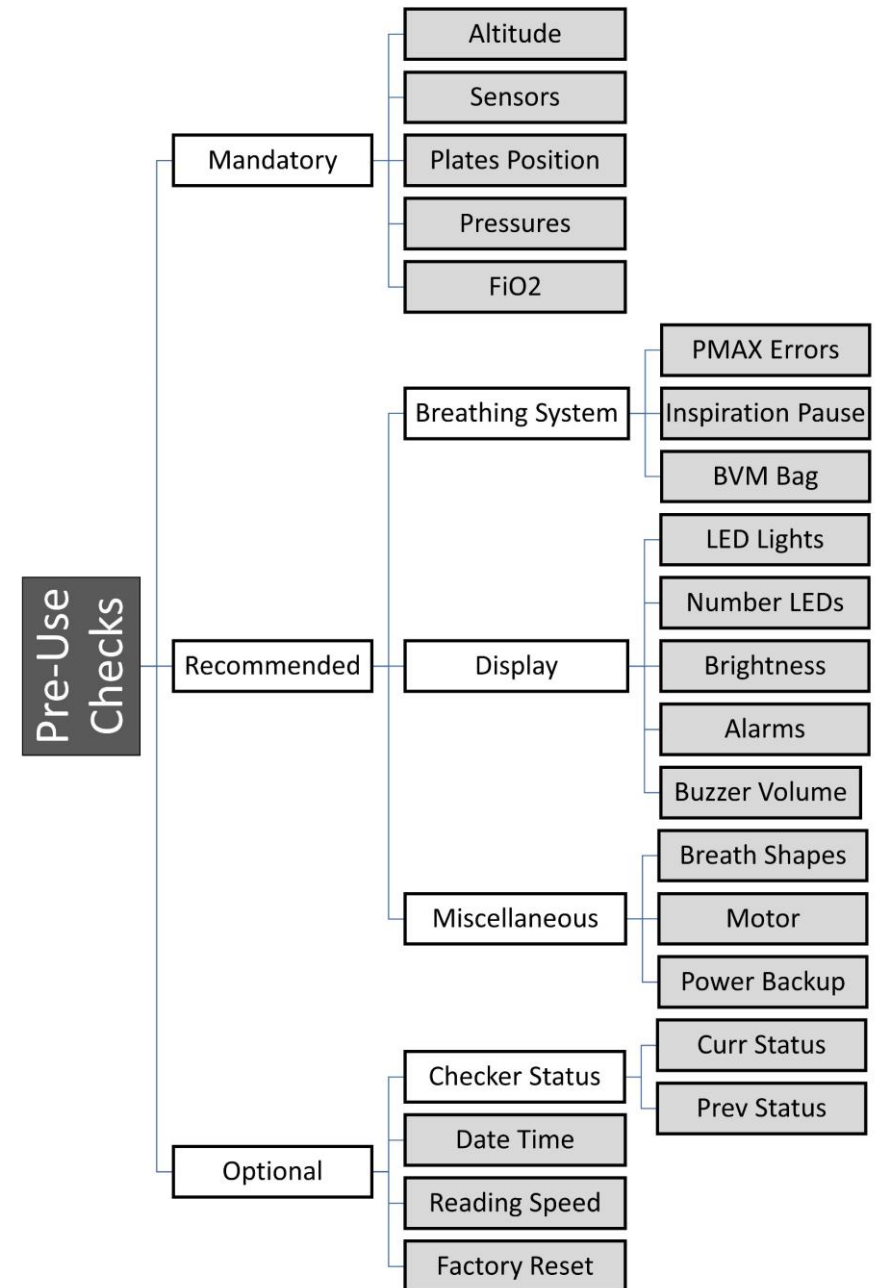 Pre-Use
Checks
Mandatory
Altitude
Sensors
Plates Position
Pressures
FiO2
Recommended
Breathing System
PMAX Errors
Inspiration Pause
BVM Bag
Display
LED Lights
Number LEDs
Brightness
Alarms
Buzzer Volume
Miscellaneous
Breath Shapes
Motor
Power Backup
Optional
Checker Status
Curr Status
Prev Status
Date Time
Reading Speed
Factory Reset